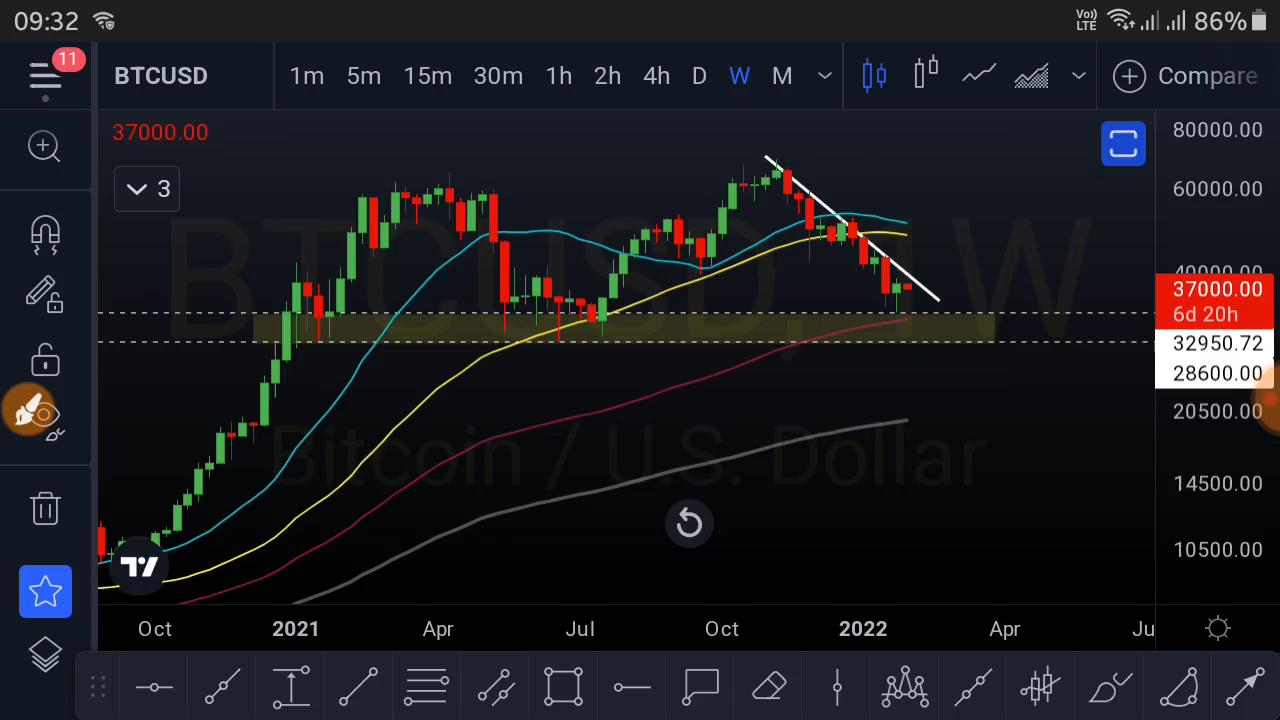 09:32 Vo) LTE 86%
11
BTCUSD 1m 5m 15m 30m 1h 2h 4h D W M Compare
37000.00
3
BTCUSD, W
Bitcoin / U.S. Dollar
80000.00
60000.00
40000.00
37000.00
6d 20h
32950.72
28600.00
20500.00
14500.00
10500.00
Oct 2021 Apr Jul Oct 2022 Apr Ju